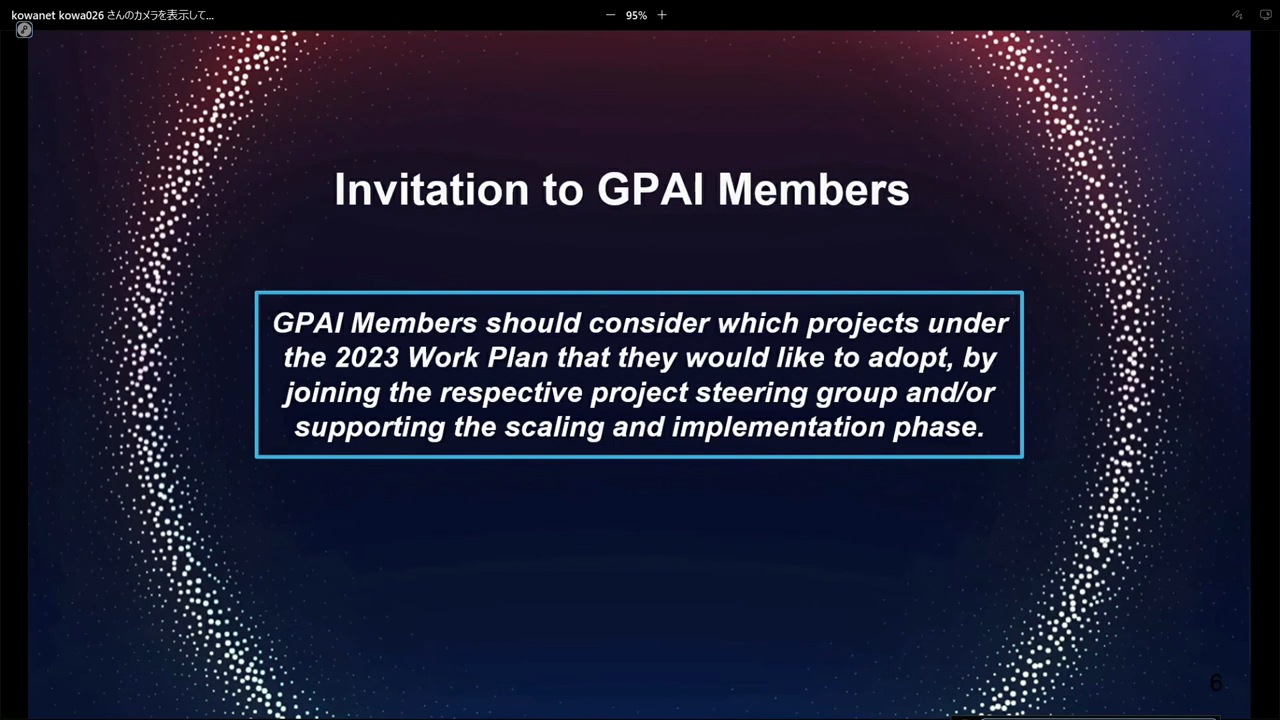 kowanet kowa026 さんのカメラを表示して...
95%
Invitation to GPAI Members
GPAI Members should consider which projects under
the 2023 Work Plan that they would like to adopt, by
joining the respective project steering group and/or
supporting the scaling and implementation phase.
6